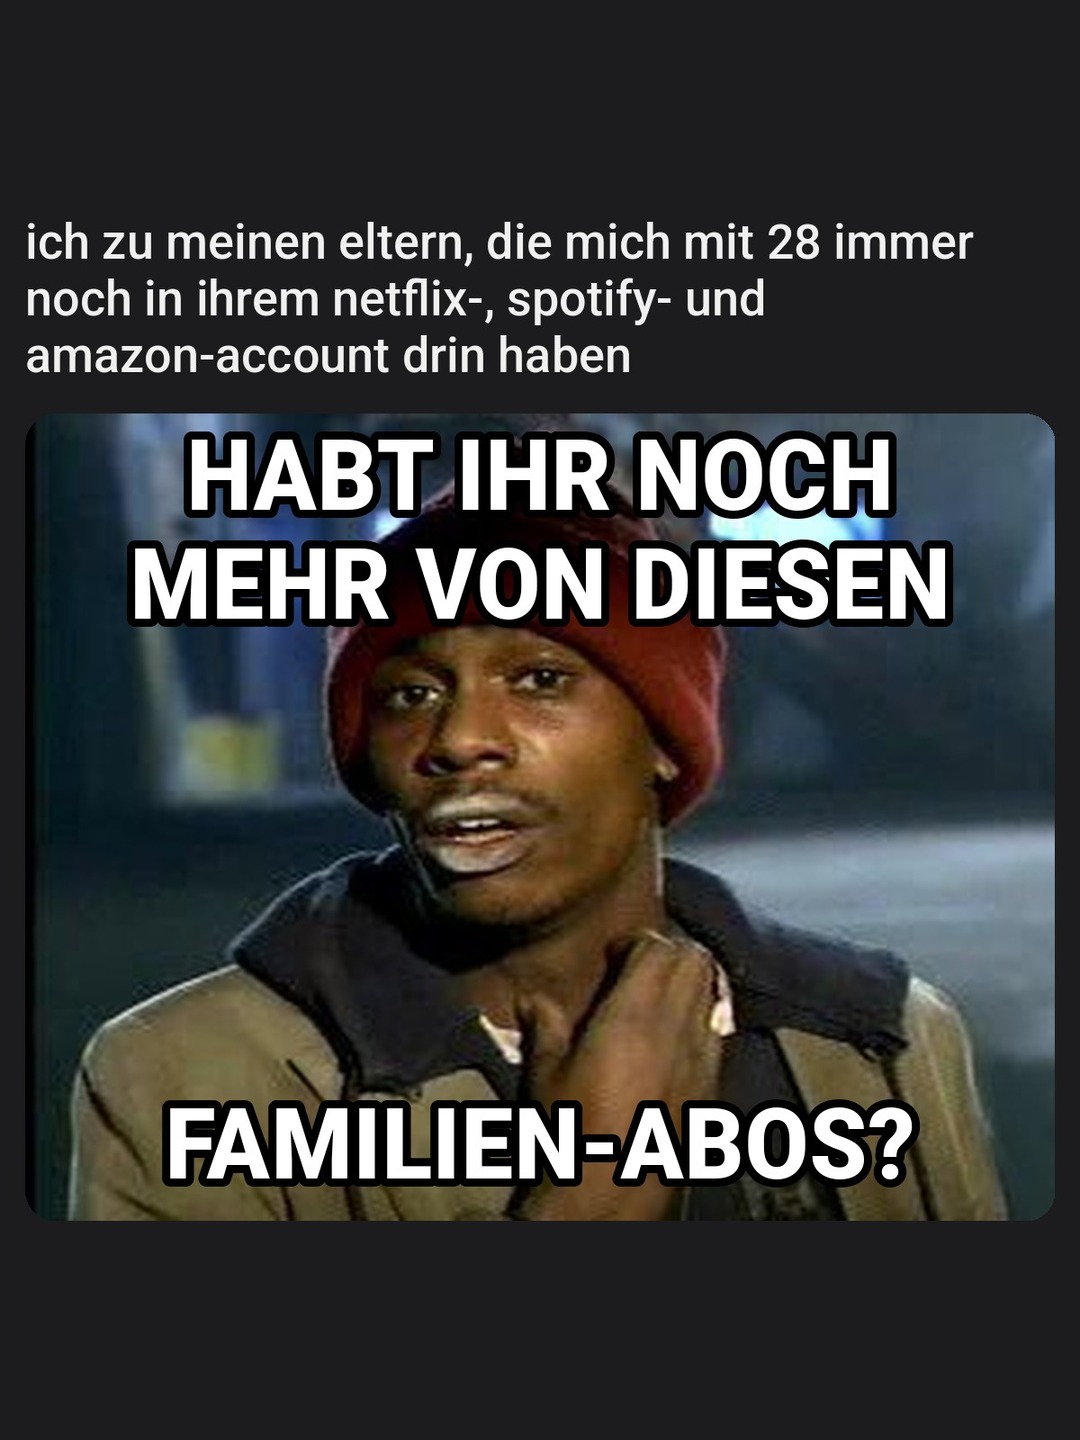 ich zu meinen eltern, die mich mit 28 immer
noch in ihrem netflix-, spotify- und
amazon-account drin haben
HABT IHR NOCH
MEHR VON DIESEN
FAMILIEN-ABOS?